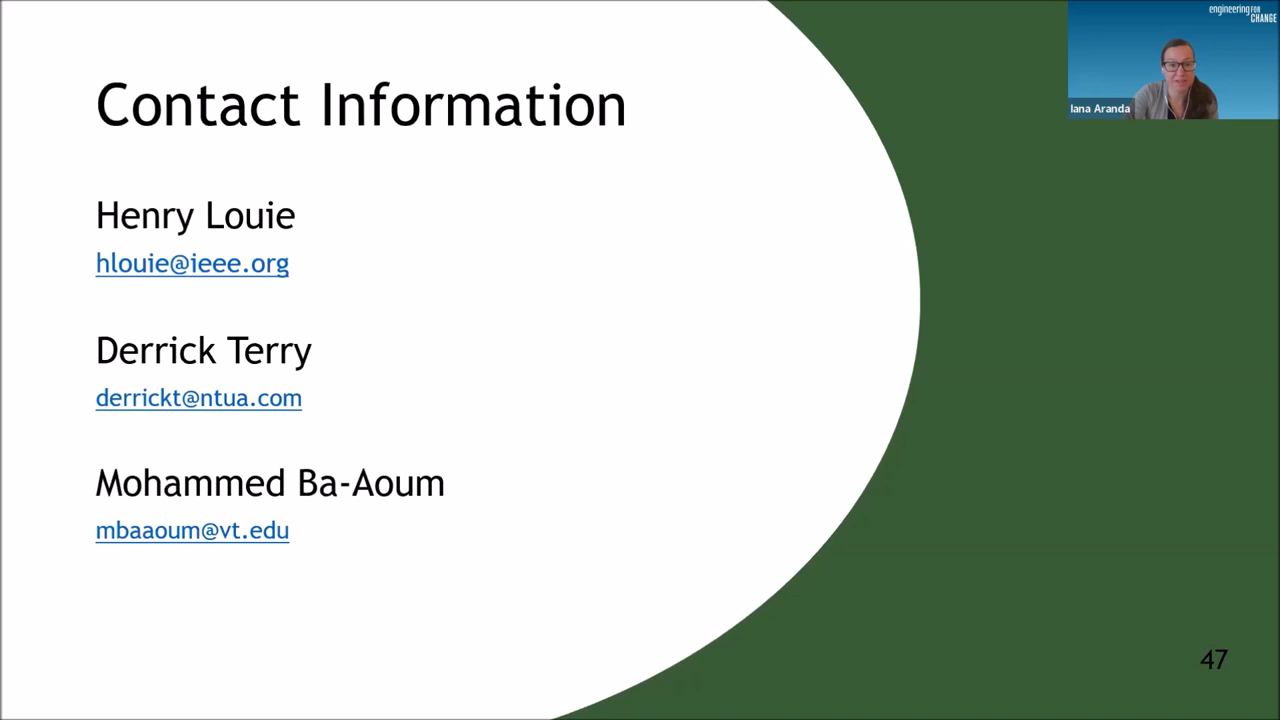 engineering FOR
CHANGE
Iana Aranda
Contact Information
Henry Louie
hlouie@ieee.org
Derrick Terry
derrickt@ntua.com
Mohammed Ba-Aoum
mbaaoum@vt.edu
47